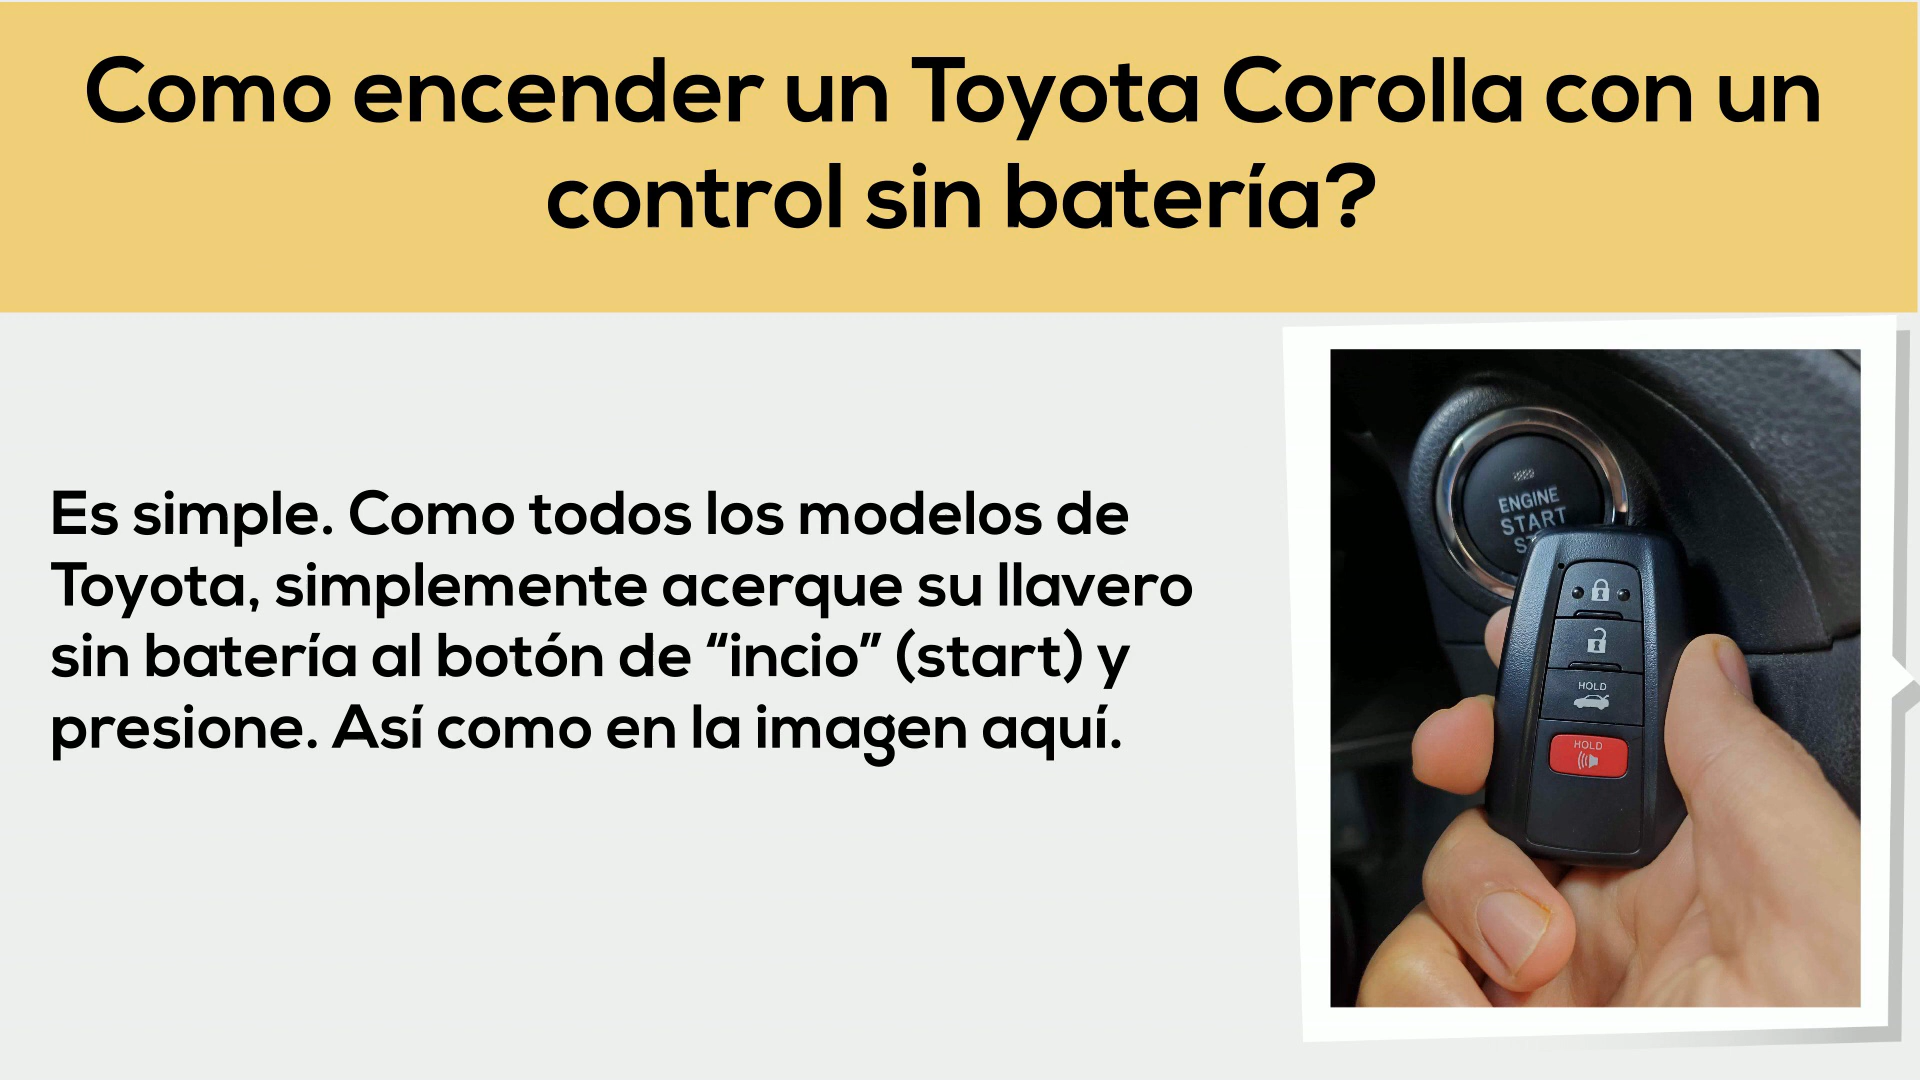 Como encender un Toyota Corolla con un
control sin batería?
Es simple. Como todos los modelos de
Toyota, simplemente acerque su llavero
sin batería al botón de “incio” (start) y
presione. Así como en la imagen aquí.
ENGINE
START
HOLD
HOLD